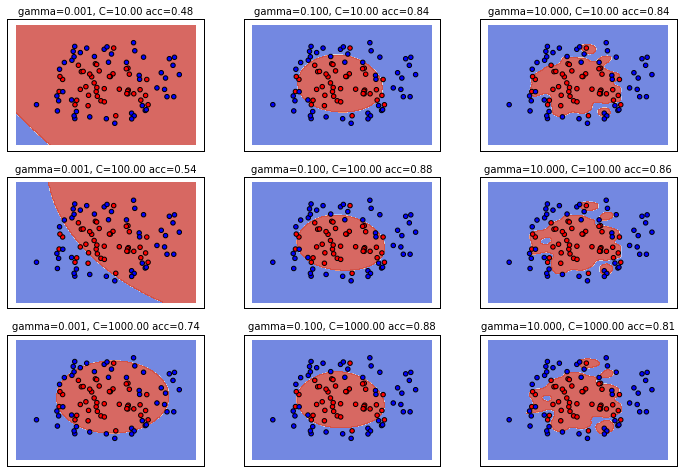 gamma=0.001, C=10.00 acc=0.48
gamma=0.100, C=10.00 acc=0.84
gamma=10.000, C=10.00 acc=0.84
gamma=0.001, C=100.00 acc=0.54
gamma=0.100, C=100.00 acc=0.88
gamma=10.000, C=100.00 acc=0.86
gamma=0.001, C=1000.00 acc=0.74
gamma=0.100, C=1000.00 acc=0.88
gamma=10.000, C=1000.00 acc=0.81